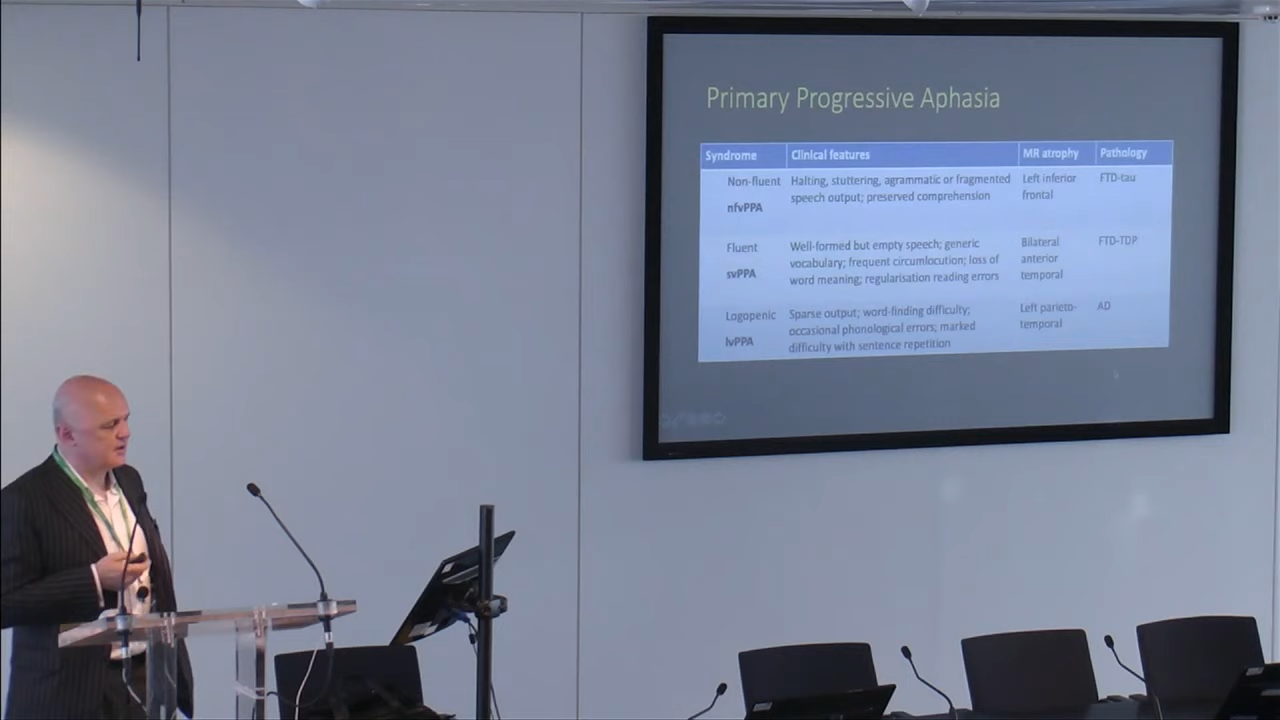 Primary Progressive Aphasia
Syndrome Clinical features MR atrophy Pathology
Non-fluent Halting, stuttering, agrammatic or fragmented Left inferior FTD-tau
nfvPPA speech output; preserved comprehension frontal
Fluent Well-formed but empty speech; generic Bilateral FTD-TDP
svPPA vocabulary; frequent circumlocution; loss of anterior
word meaning; regularisation reading errors temporal
Logopenic Sparse output; word-finding difficulty; Left parieto- AD
lvPPA occasional phonological errors; marked temporal
difficulty with sentence repetition